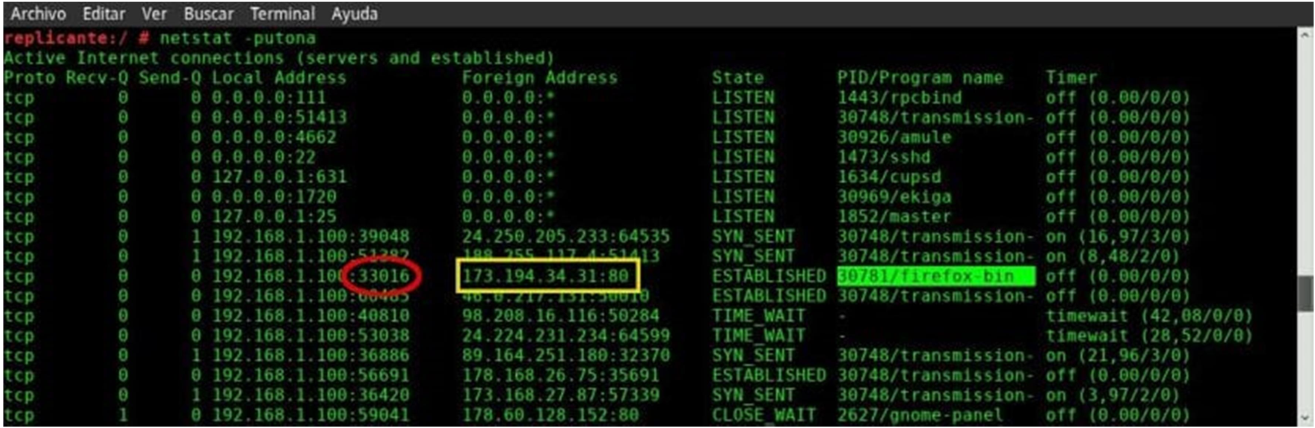 Archivo Editar Ver Buscar Terminal Ayuda
replicante:/ # netstat -putona
Active Internet connections (servers and established)
Proto Recv-Q Send-Q Local Address Foreign Address State PID/Program name Timer
tcp 0 0 0.0.0.0:111 0.0.0.0:* LISTEN 1443/rpcbind off (0.00/0/0)
tcp 0 0 0.0.0.0:51413 0.0.0.0:* LISTEN 30748/transmission- off (0.00/0/0)
tcp 0 0 0.0.0.0:4662 0.0.0.0:* LISTEN 30926/amule off (0.00/0/0)
tcp 0 0 0.0.0.0:22 0.0.0.0:* LISTEN 1473/sshd off (0.00/0/0)
tcp 0 0 127.0.0.1:631 0.0.0.0:* LISTEN 1634/cupsd off (0.00/0/0)
tcp 0 0 0.0.0.0:1720 0.0.0.0:* LISTEN 30969/ekiga off (0.00/0/0)
tcp 0 0 127.0.0.1:25 0.0.0.0:* LISTEN 1852/master off (0.00/0/0)
tcp 0 1 192.168.1.100:39048 24.250.205.233:64535 SYN_SENT 30748/transmission- on (16,97/3/0)
tcp 0 1 SYN_SENT 30748/transmission- on (8,48/2/0)
tcp 0 0 192.168.1.100:33016 173.194.34.31:80 ESTABLISHED 30781/firefox-bin off (0.00/0/0)
tcp 0 0 ESTABLISHED 30748/transmission- off (0.00/0/0)
tcp 0 0 192.168.1.100:40810 98.208.16.116:50284 TIME_WAIT - timewait (42,08/0/0)
tcp 0 0 192.168.1.100:53038 24.224.231.234:64599 TIME_WAIT - timewait (28,52/0/0)
tcp 0 1 192.168.1.100:36886 89.164.251.180:32370 SYN_SENT 30748/transmission- on (21,96/3/0)
tcp 0 0 192.168.1.100:56691 178.168.26.75:35691 ESTABLISHED 30748/transmission- off (0.00/0/0)
tcp 0 1 192.168.1.100:36420 173.168.27.87:57339 SYN_SENT 30748/transmission- on (3,97/2/0)
tcp 1 0 192.168.1.100:59041 178.60.128.152:80 CLOSE_WAIT 2627/gnome-panel off (0.00/0/0)